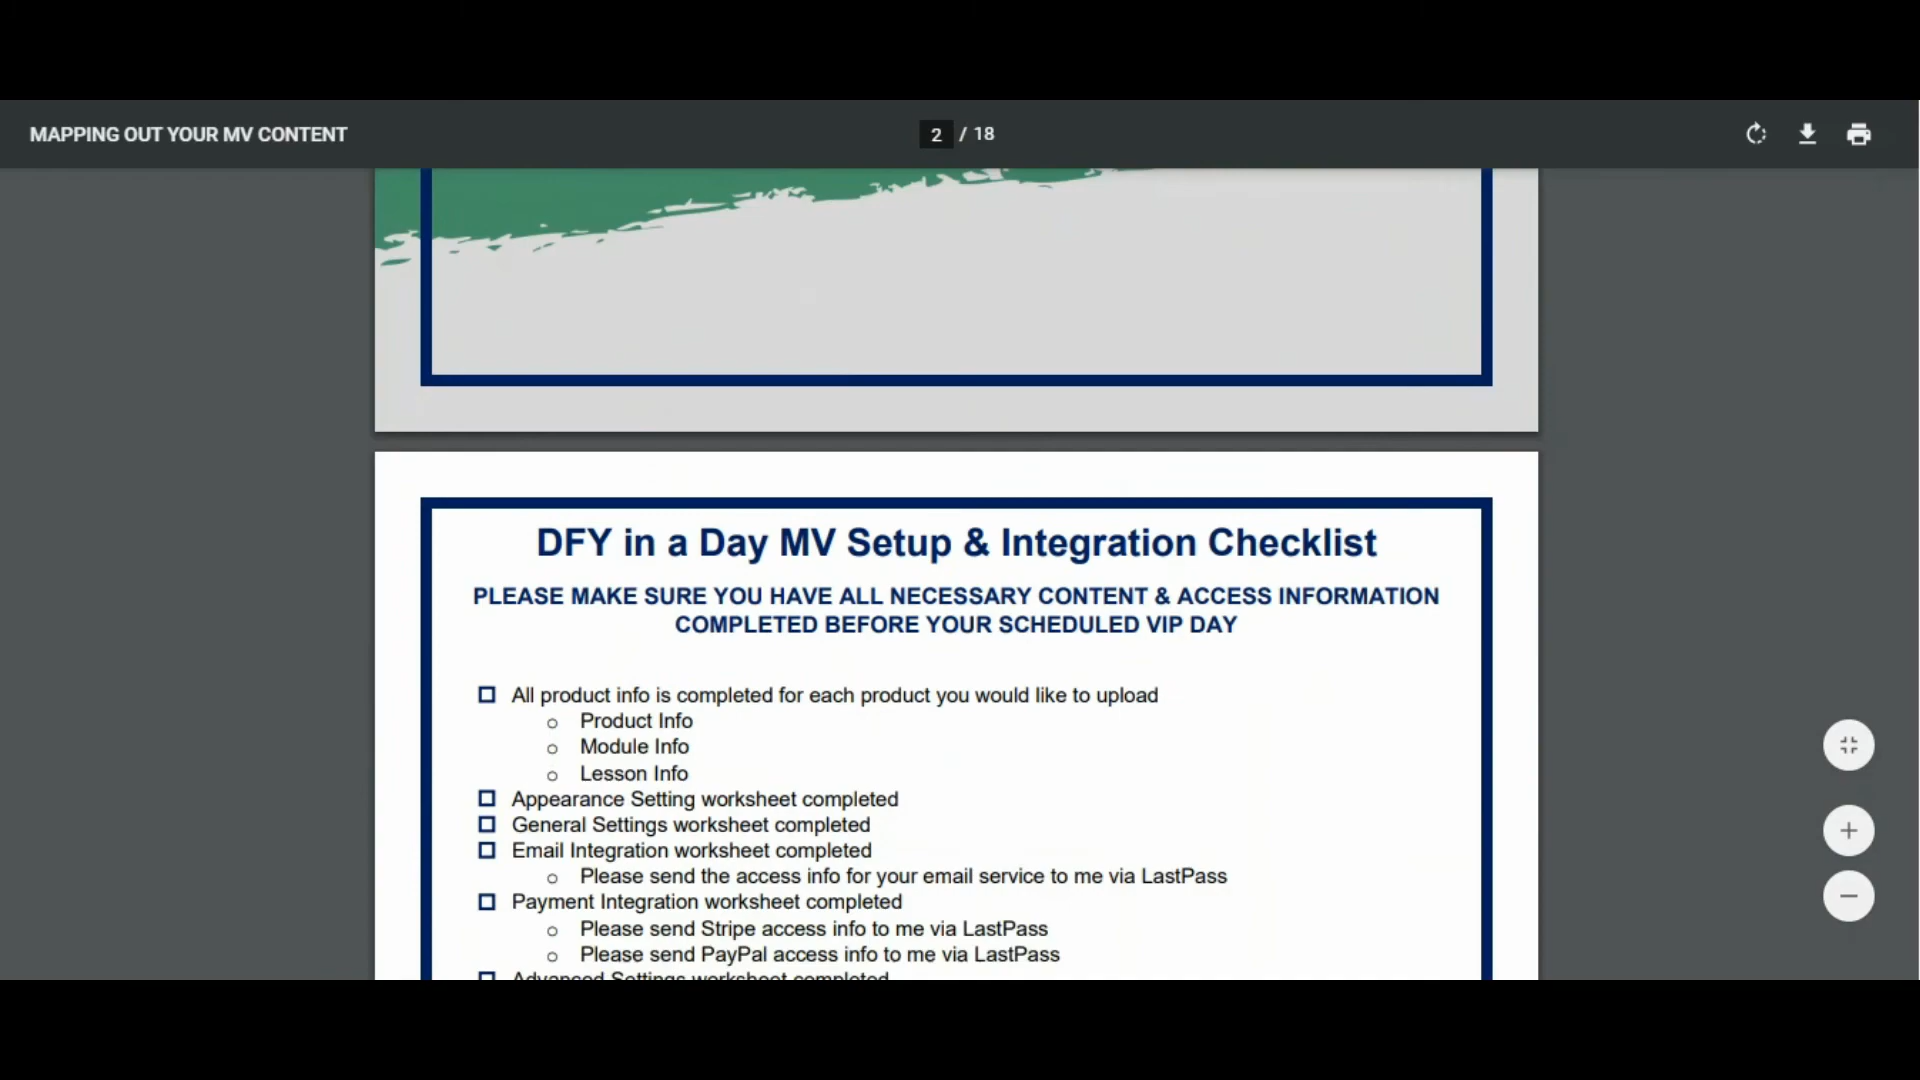 MAPPING OUT YOUR MV CONTENT
2 / 18
DFY in a Day MV Setup & Integration Checklist
PLEASE MAKE SURE YOU HAVE ALL NECESSARY CONTENT & ACCESS INFORMATION
COMPLETED BEFORE YOUR SCHEDULED VIP DAY
All product info is completed for each product you would like to upload
Product Info
Module Info
Lesson Info
Appearance Setting worksheet completed
General Settings worksheet completed
Email Integration worksheet completed
Please send the access info for your email service to me via LastPass
Payment Integration worksheet completed
Please send Stripe access info to me via LastPass
Please send PayPal access info to me via LastPass
Advanced Settings worksheet completed